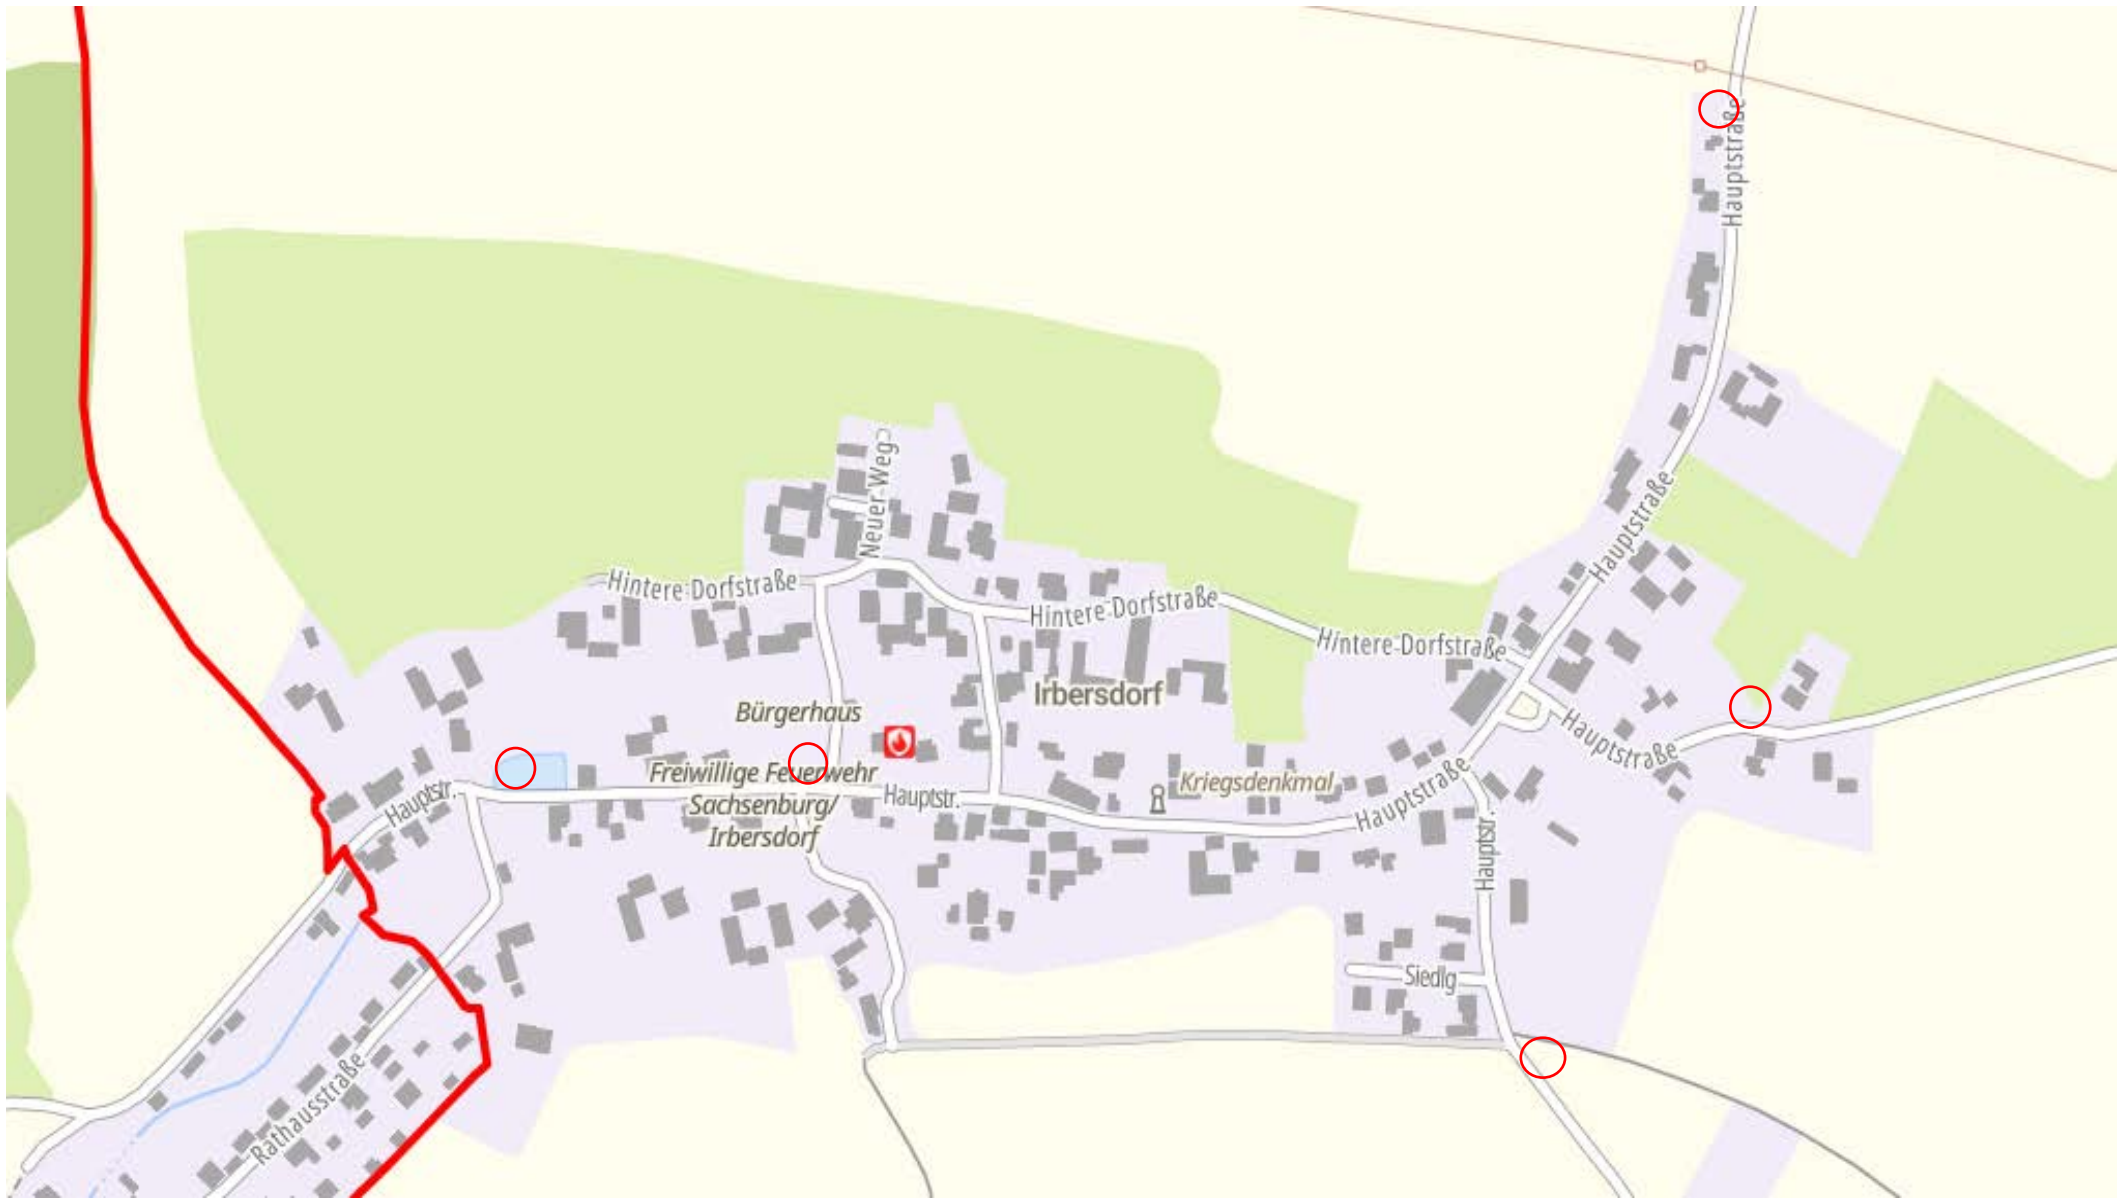 Hauptstraße
Neuer Weg
Hauptstraße
Hintere Dorfstraße
Hintere Dorfstraße
Hintere Dorfstraße
Irbersdorf
Bürgerhaus
Hauptstraße
Freiwillige Feuerwehr
Sachsenburg/
Irbersdorf
Hauptstr.
Hauptstr.
Kriegsdenkmal
Hauptstraße
Hauptstr.
Siedlg
Rathausstraße